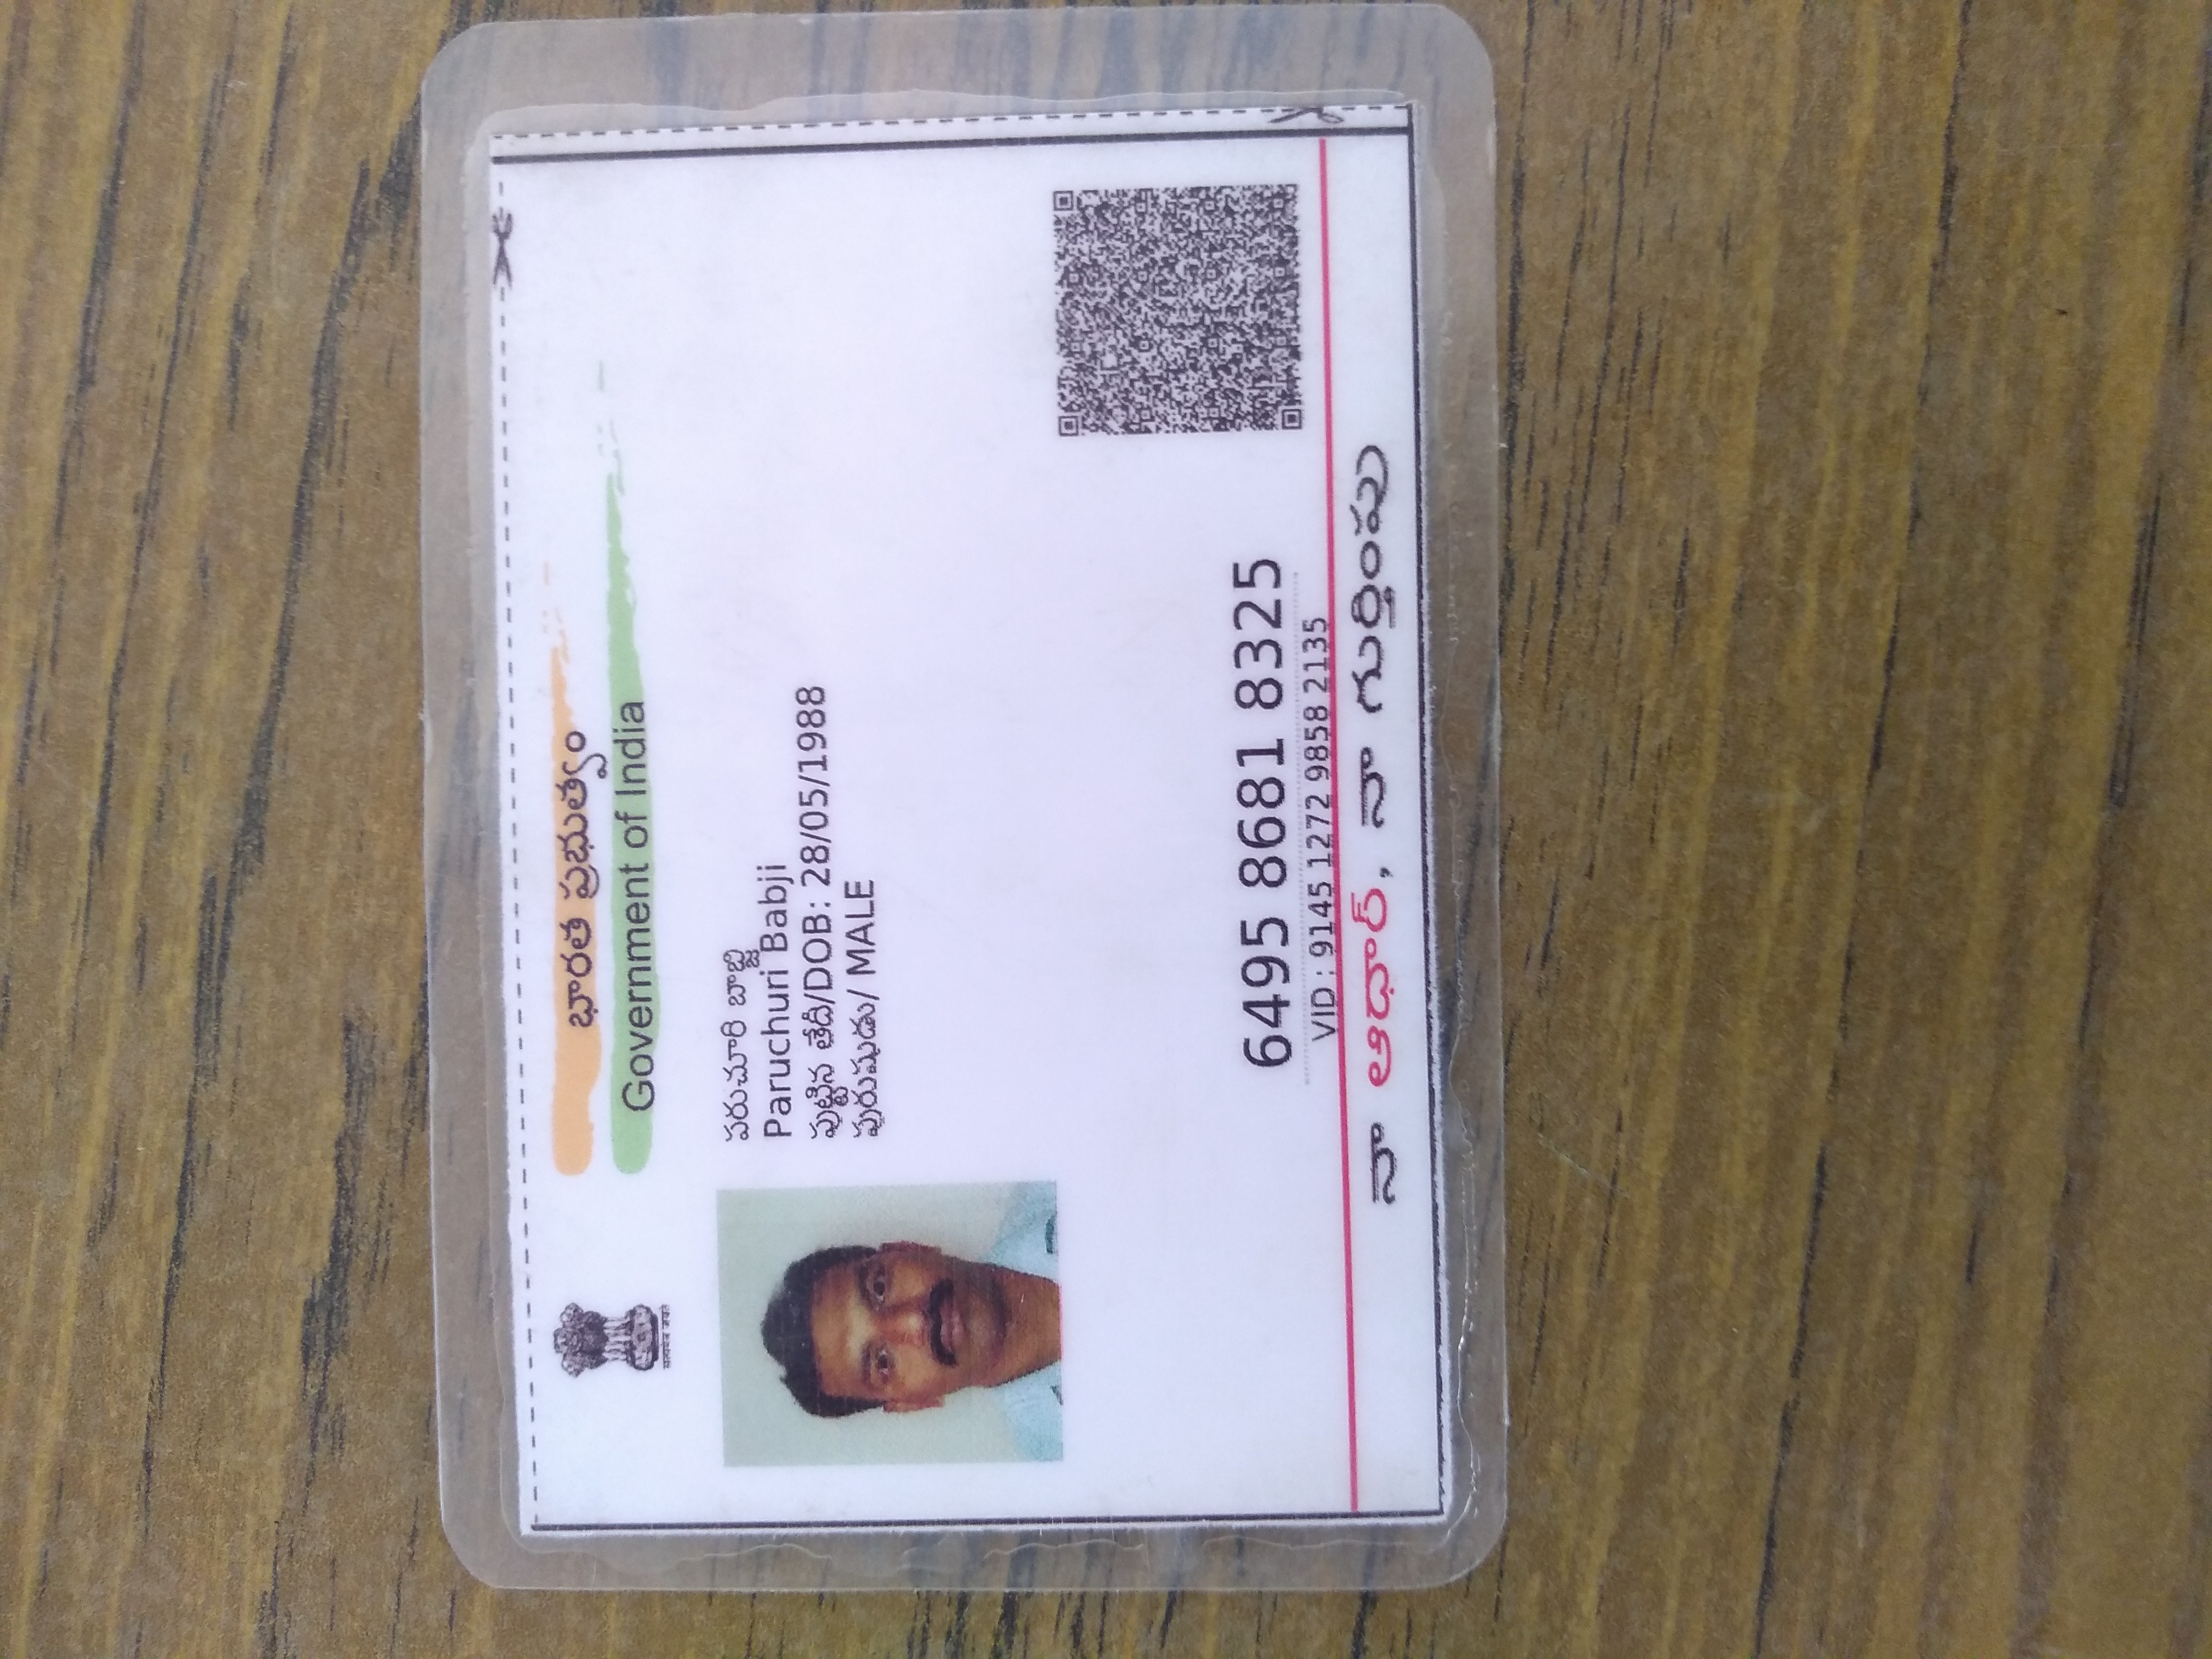 భారత ప్రభుత్వం
Government of India
सत्यमेव जयते
పరుచూరి బాబ్జి
Paruchuri Babji
పుట్టిన తేదీ/DOB: 28/05/1988
పురుషుడు/ MALE
6495 8681 8325
VID : 9145 1272 9858 2135
నా ఆధార్, నా గుర్తింపు